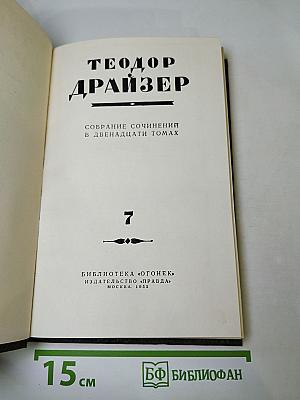 ТЕОДОР
ДРАЙЗЕР
СОБРАНИЕ СОЧИНЕНИЙ
В ДВЕНАДЦАТИ ТОМАХ
7
БИБЛИОТЕКА «ОГОНЕК»
ИЗДАТЕЛЬСТВО «ПРАВДА»
МОСКВА.
15 см
БФ БИБЛИОФАН